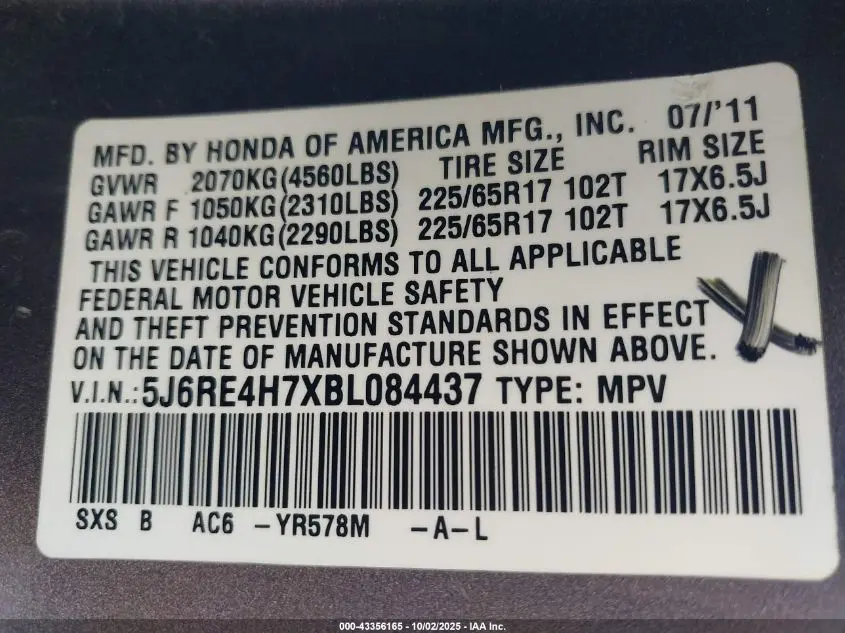 MFD. BY HONDA OF AMERICA MFG., INC. 07/'11
GVWR 2070KG(4560LBS) TIRE SIZE RIM SIZE
GAWR F 1050KG(2310LBS) 225/65R17 102T 17X6.5J
GAWR R 1040KG(2290LBS) 225/65R17 102T 17X6.5J
THIS VEHICLE CONFORMS TO ALL APPLICABLE
FEDERAL MOTOR VEHICLE SAFETY
AND THEFT PREVENTION STANDARDS IN EFFECT
ON THE DATE OF MANUFACTURE SHOWN ABOVE.
V.I.N.:5J6RE4H7XBL084437 TYPE: MPV
SXS B AC6 -YR578M -A-L
000-43356165 - 10/02/2025 - IAA Inc.